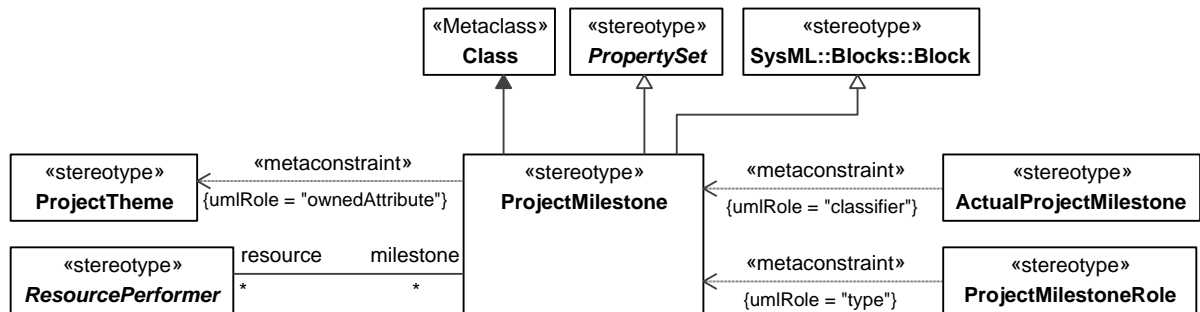 «Metaclass»
Class
«stereotype»
PropertySet
«stereotype»
SysML::Blocks::Block
«stereotype»
ProjectTheme
«metaconstraint»
{umlRole = "ownedAttribute"}
«stereotype»
ProjectMilestone
«metaconstraint»
{umlRole = "classifier"}
«stereotype»
ActualProjectMilestone
«stereotype»
ResourcePerformer
resource milestone
* *
«metaconstraint»
{umlRole = "type"}
«stereotype»
ProjectMilestoneRole